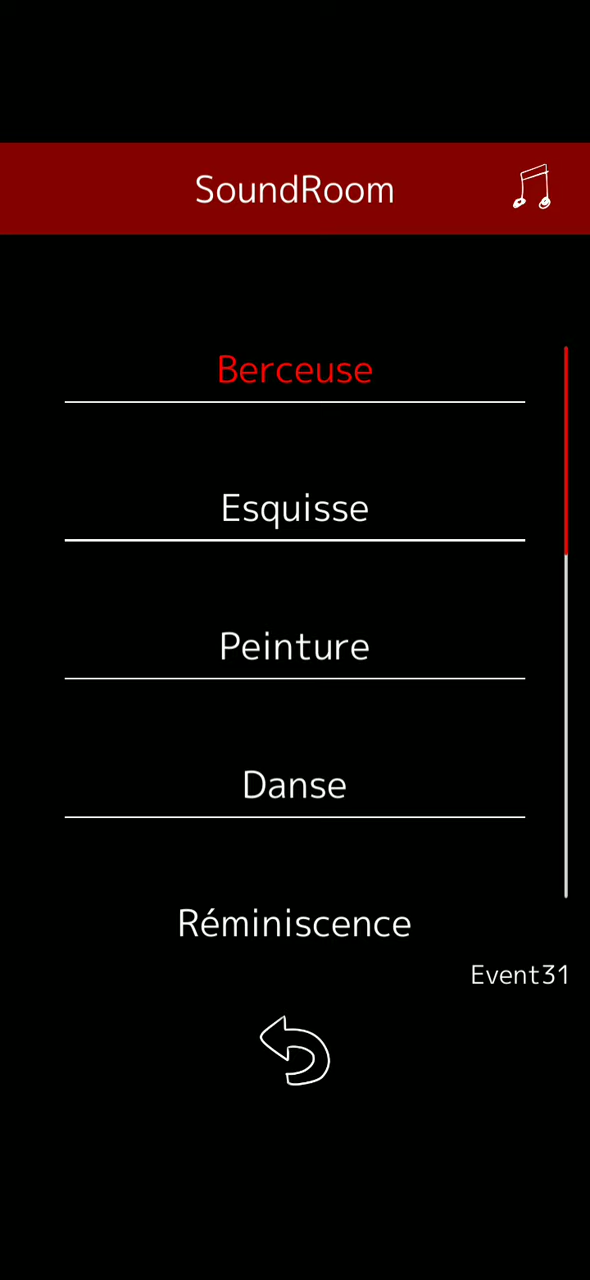 SoundRoom
Berceuse
Esquisse
Peinture
Danse
Réminiscence
Event31